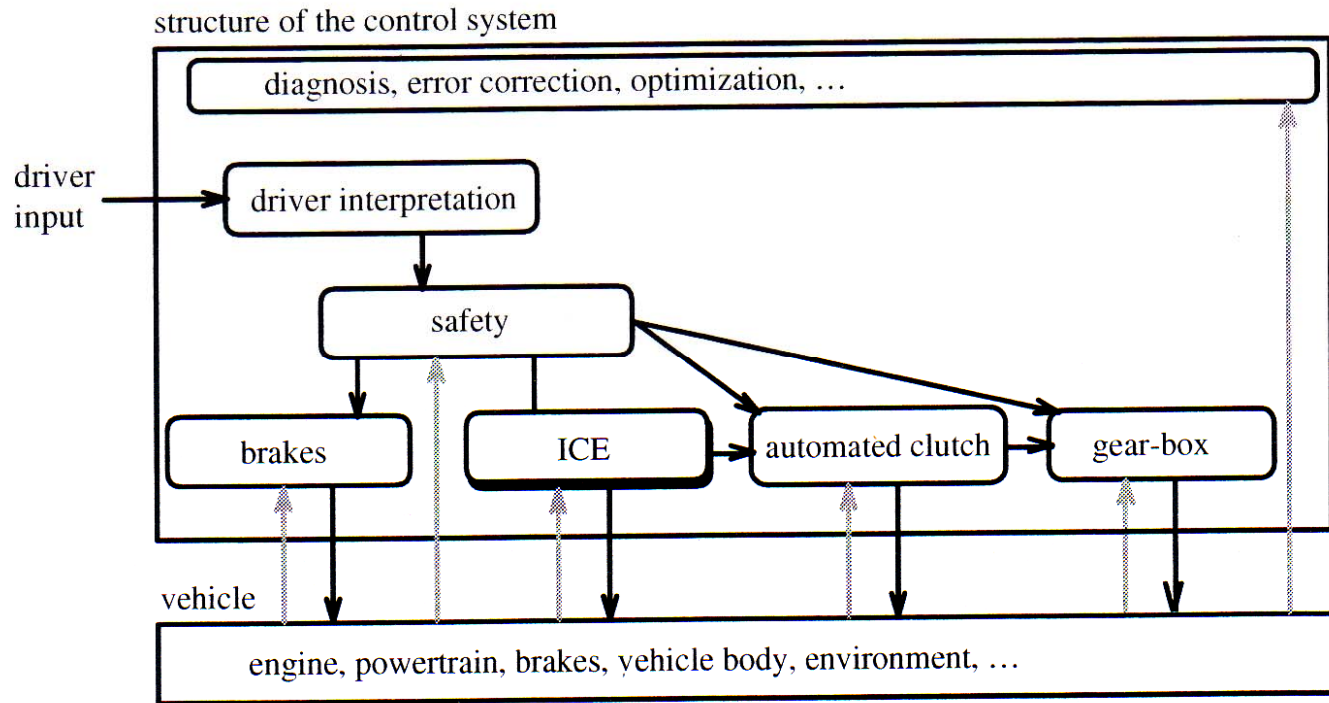 structure of the control system
diagnosis, error correction, optimization, …
driver
input
driver interpretation
safety
brakes
ICE
automated clutch
gear-box
vehicle
engine, powertrain, brakes, vehicle body, environment, …